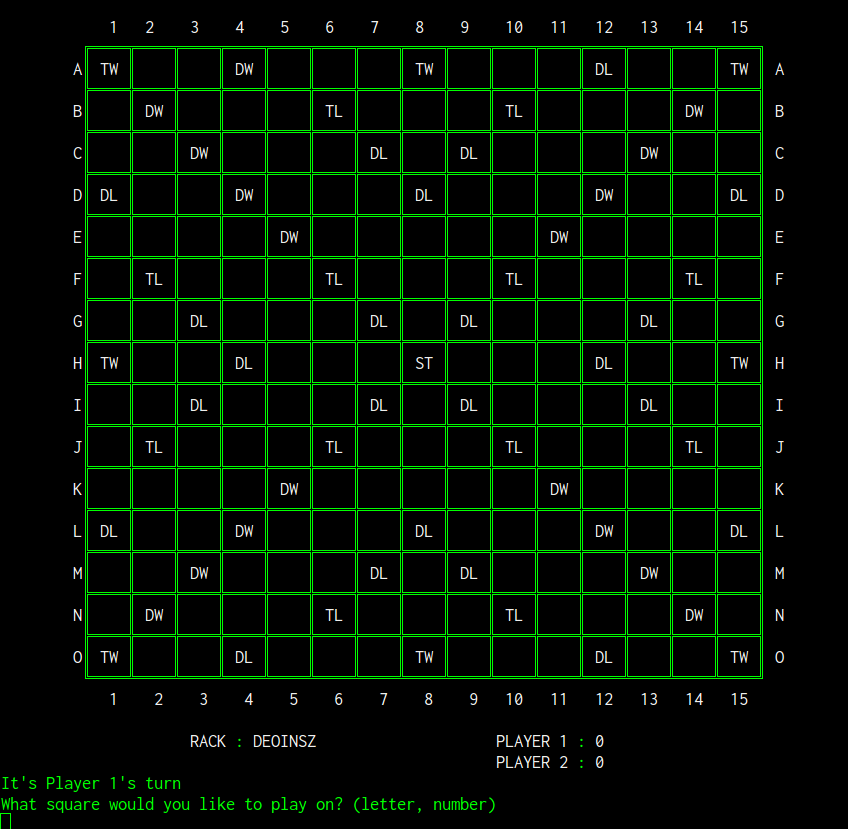 1 2 3 4 5 6 7 8 9 10 11 12 13 14 15
A TW DW TW DL TW A
B DW TL TL DW B
C DW DL DL DW C
D DL DW DL DW DL D
E DW DW E
F TL TL TL TL F
G DL DL DL DL G
H TW DL ST DL TW H
I DL DL DL DL I
J TL TL TL TL J
K DW DW K
L DL DW DL DW DL L
M DW DL DL DW M
N DW TL TL DW N
O TW DL TW DL TW O
1 2 3 4 5 6 7 8 9 10 11 12 13 14 15
RACK : DEOINSZ PLAYER 1 : 0
PLAYER 2 : 0
It's Player 1's turn
What square would you like to play on? (letter, number)